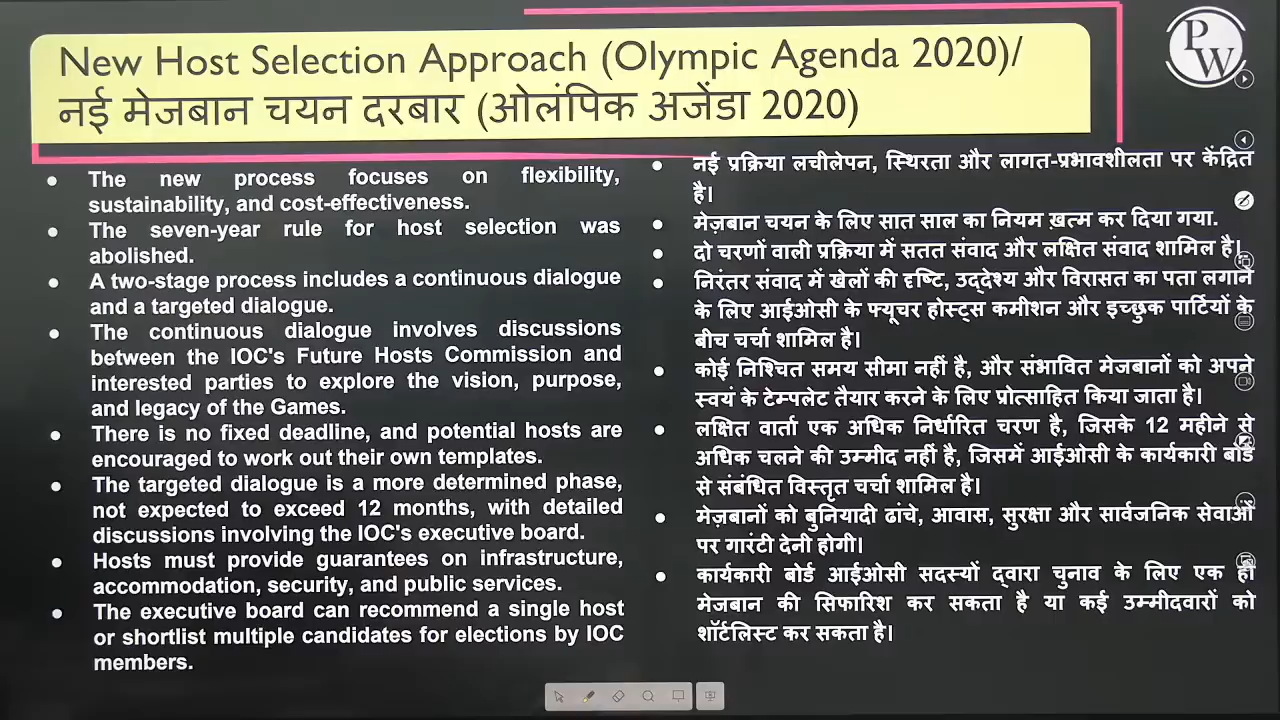 New Host Selection Approach (Olympic Agenda 2020)/
नई मेजबान चयन दरबार (ओलंपिक अजेंडा 2020)
PW
● The new process focuses on flexibility,
sustainability, and cost-effectiveness.
● The seven-year rule for host selection was
abolished.
● A two-stage process includes a continuous dialogue
and a targeted dialogue.
● The continuous dialogue involves discussions
between the IOC's Future Hosts Commission and
interested parties to explore the vision, purpose,
and legacy of the Games.
● There is no fixed deadline, and potential hosts are
encouraged to work out their own templates.
● The targeted dialogue is a more determined phase,
not expected to exceed 12 months, with detailed
discussions involving the IOC's executive board.
● Hosts must provide guarantees on infrastructure,
accommodation, security, and public services.
● The executive board can recommend a single host
or shortlist multiple candidates for elections by IOC
members.
● नई प्रक्रिया लचीलेपन, स्थिरता और लागत-प्रभावशीलता पर केंद्रित
है।
● मेज़बान चयन के लिए सात साल का नियम ख़त्म कर दिया गया.
● दो चरणों वाली प्रक्रिया में सतत संवाद और लक्षित संवाद शामिल है।
● निरंतर संवाद में खेलों की दृष्टि, उद्देश्य और विरासत का पता लगाने
के लिए आईओसी के फ्यूचर होस्ट्स कमीशन और इच्छुक पार्टियों के
बीच चर्चा शामिल है।
● कोई निश्चित समय सीमा नहीं है, और संभावित मेजबानों को अपने
स्वयं के टेम्पलेट तैयार करने के लिए प्रोत्साहित किया जाता है।
● लक्षित वार्ता एक अधिक निर्धारित चरण है, जिसके 12 महीने से
अधिक चलने की उम्मीद नहीं है, जिसमें आईओसी के कार्यकारी बोर्ड
से संबंधित विस्तृत चर्चा शामिल है।
● मेज़बानों को बुनियादी ढांचे, आवास, सुरक्षा और सार्वजनिक सेवाओं
पर गारंटी देनी होगी।
● कार्यकारी बोर्ड आईओसी सदस्यों द्वारा चुनाव के लिए एक ही
मेजबान की सिफारिश कर सकता है या कई उम्मीदवारों को
शॉर्टलिस्ट कर सकता है।